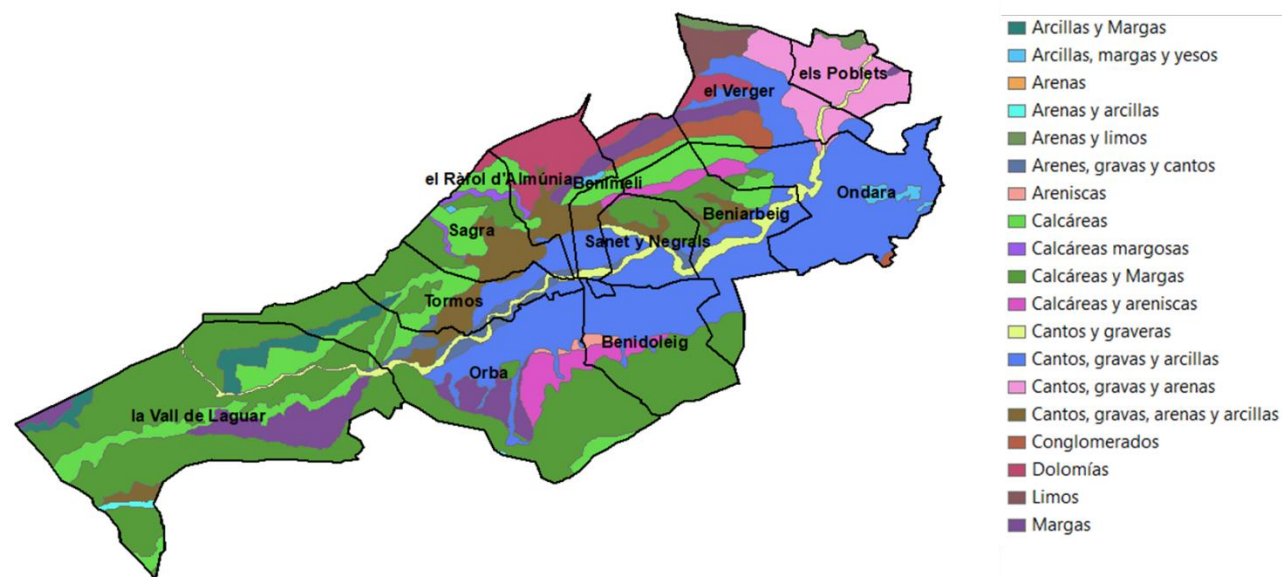 els Poblets
el Verger
el Ràfol d'Almúnia
Benimeli
Ondara
Beniarbeig
Sagra
Sanet y Negrals
Tormos
Benidoleig
Orba
la Vall de Laguar
Arcillas y Margas
Arcillas, margas y yesos
Arenas
Arenas y arcillas
Arenas y limos
Arenes, gravas y cantos
Areniscas
Calcáreas
Calcáreas margosas
Calcáreas y Margas
Calcáreas y areniscas
Cantos y graveras
Cantos, gravas y arcillas
Cantos, gravas y arenas
Cantos, gravas, arenas y arcillas
Conglomerados
Dolomías
Limos
Margas